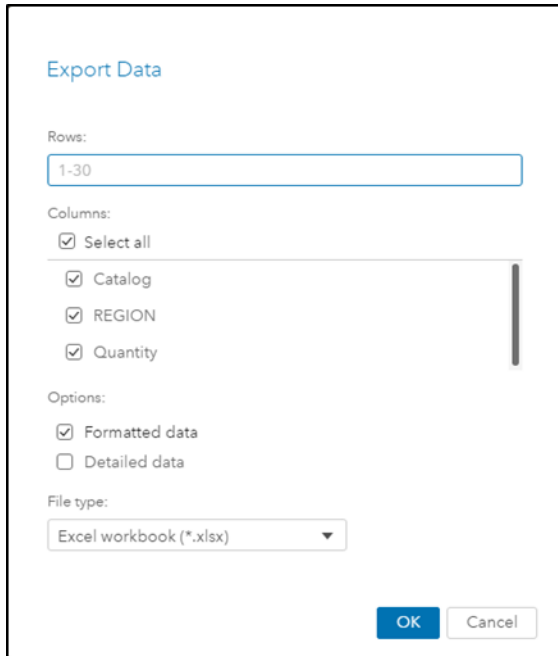 Export Data
Rows:
1-30
Columns:
Select all
Catalog
REGION
Quantity
Options:
Formatted data
Detailed data
File type:
Excel workbook (*.xlsx)
OK Cancel